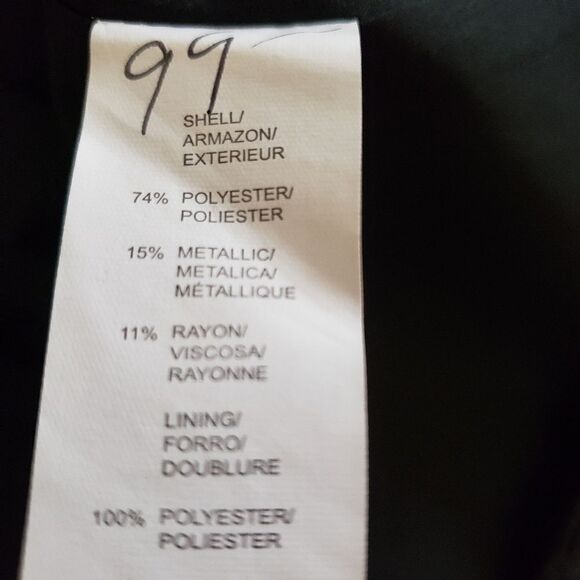 99
SHELL/
ARMAZON/
EXTERIEUR
74% POLYESTER/
POLIESTER
15% METALLIC/
METALICA/
MÉTALLIQUE
11% RAYON/
VISCOSA/
RAYONNE
LINING/
FORRO/
DOUBLURE
100% POLYESTER/
POLIESTER